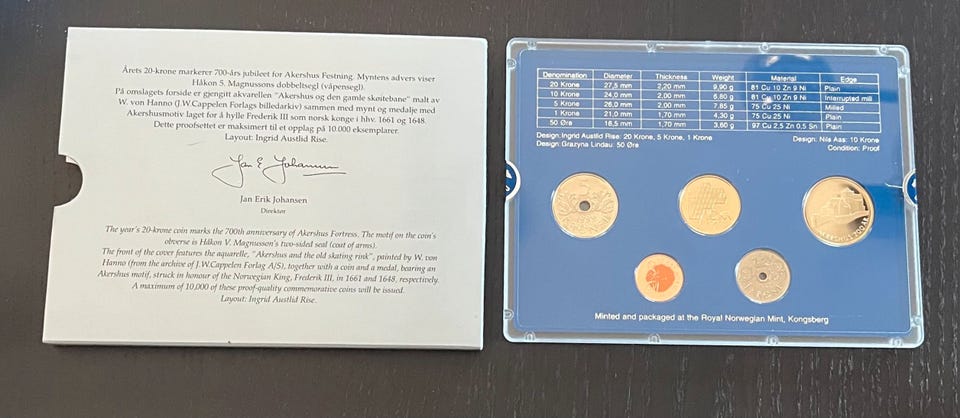 Årets 20-krone markerer 700-års jubileet for Akershus Festning. Myntens advers viser
Håkon 5. Magnussons dobbeltsegl (våpensegl).
På omslagets forside er gjengitt akvarellen "Akershus og den gamle skøitebane" malt av
W. von Hanno (J.W.Cappelen Forlags billedarkiv) sammen med mynt og medalje med
Akershusmotiv laget for å hylle Frederik III som norsk konge i hhv. 1661 og 1648.
Dette proofsettet er maksimert til et opplag på 10.000 eksemplarer.
Layout: Ingrid Austlid Rise.
Jan E Johansen
Jan Erik Johansen
Direktør
The year's 20-krone coin marks the 700th anniversary of Akershus Fortress. The motif on the coin's
obverse is Håkon V. Magnusson's two-sided seal (coat of arms).
The front of the cover features the aquarelle, "Akershus and the old skating rink", painted by W. von
Hanno (from the archive of J.W.Cappelen Forlag A/S), together with a coin and a medal, bearing an
Akershus motif, struck in honour of the Norwegian King, Frederik III, in 1661 and 1648, respectively.
A maximum of 10,000 of these proof-quality commemorative coins will be issued.
Layout: Ingrid Austlid Rise.
Denomination Diameter Thickness Weight Material Edge
20 Krone 27,5 mm 2,20 mm 9,90 g 81 Cu 10 Zn 9 Ni Plain
10 Krone 24,0 mm 2,00 mm 6,80 g 81 Cu 10 Zn 9 Ni Interrupted mill
5 Krone 26,0 mm 2,00 mm 7,85 g 75 Cu 25 Ni Milled
1 Krone 21,0 mm 1,70 mm 4,30 g 75 Cu 25 Ni Plain
50 Øre 18,5 mm 1,70 mm 3,60 g 97 Cu 2,5 Zn 0,5 Sn Plain
Design: Ingrid Austlid Rise: 20 Krone, 5 Krone, 1 Krone Design: Nils Aas: 10 Krone
Design: Grazyna Lindau: 50 Øre Condition: Proof
5
Minted and packaged at the Royal Norwegian Mint, Kongsberg